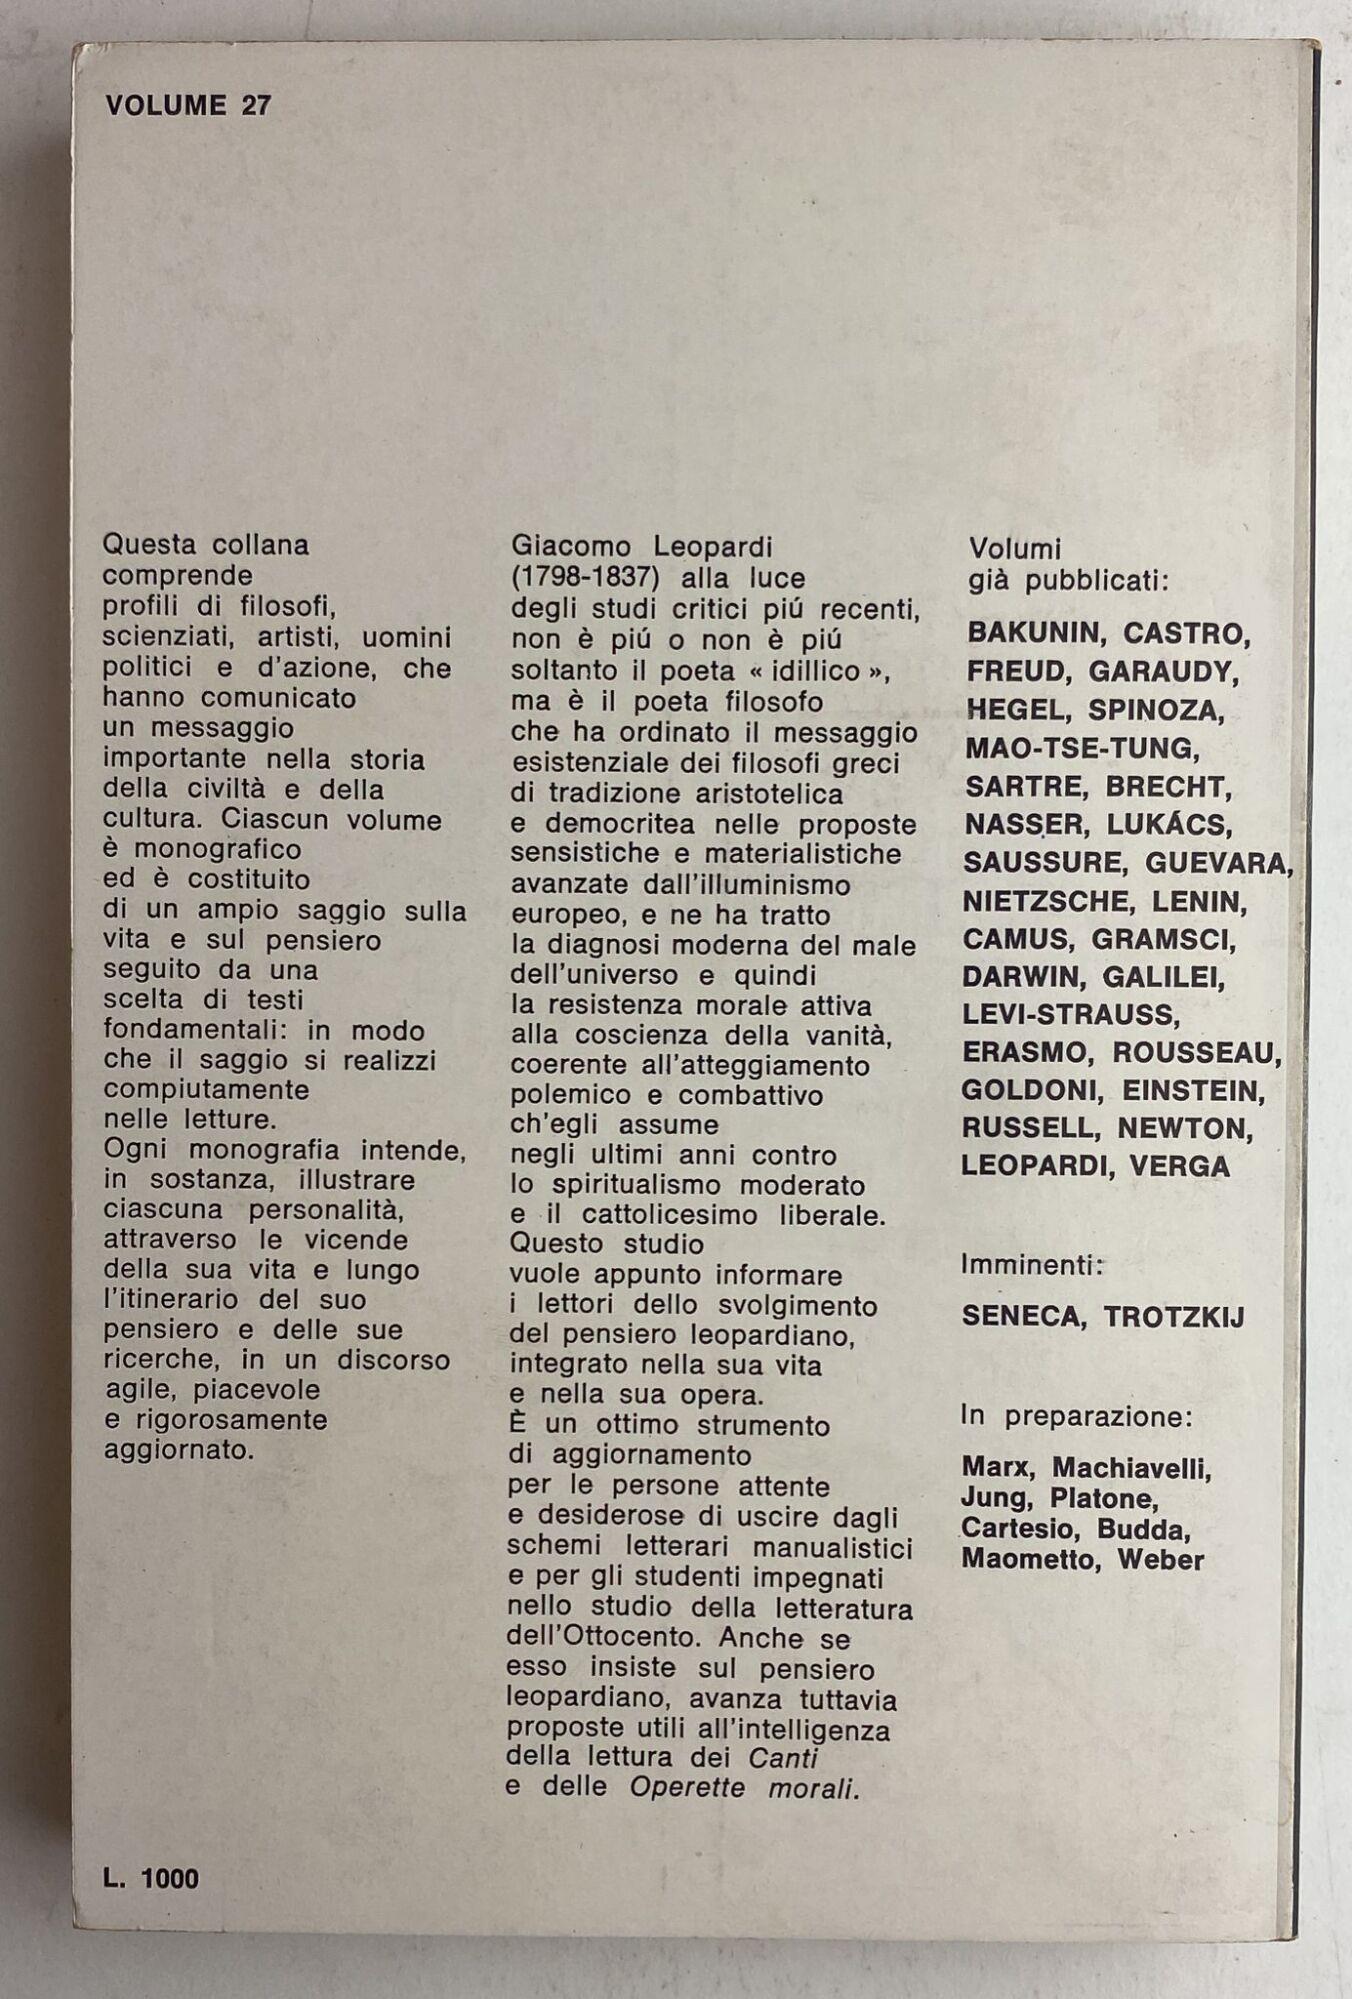 VOLUME 27
Questa collana
comprende
profili di filosofi,
scienziati, artisti, uomini
politici e d'azione, che
hanno comunicato
un messaggio
importante nella storia
della civiltà e della
cultura. Ciascun volume
è monografico
ed è costituito
di un ampio saggio sulla
vita e sul pensiero
seguito da una
scelta di testi
fondamentali: in modo
che il saggio si realizzi
compiutamente
nelle letture.
Ogni monografia intende,
in sostanza, illustrare
ciascuna personalità,
attraverso le vicende
della sua vita e lungo
l'itinerario del suo
pensiero e delle sue
ricerche, in un discorso
agile, piacevole
e rigorosamente
aggiornato.
Giacomo Leopardi
(1798-1837) alla luce
degli studi critici piú recenti,
non è piú o non è piú
soltanto il poeta « idillico »,
ma è il poeta filosofo
che ha ordinato il messaggio
esistenziale dei filosofi greci
di tradizione aristotelica
e democritea nelle proposte
sensistiche e materialistiche
avanzate dall'illuminismo
europeo, e ne ha tratto
la diagnosi moderna del male
dell'universo e quindi
la resistenza morale attiva
alla coscienza della vanità,
coerente all'atteggiamento
polemico e combattivo
ch'egli assume
negli ultimi anni contro
lo spiritualismo moderato
e il cattolicesimo liberale.
Questo studio
vuole appunto informare
i lettori dello svolgimento
del pensiero leopardiano,
integrato nella sua vita
e nella sua opera.
È un ottimo strumento
di aggiornamento
per le persone attente
e desiderose di uscire dagli
schemi letterari manualistici
e per gli studenti impegnati
nello studio della letteratura
dell'Ottocento. Anche se
esso insiste sul pensiero
leopardiano, avanza tuttavia
proposte utili all'intelligenza
della lettura dei Canti
e delle Operette morali.
Volumi
già pubblicati:
BAKUNIN, CASTRO,
FREUD, GARAUDY,
HEGEL, SPINOZA,
MAO-TSE-TUNG,
SARTRE, BRECHT,
NASSER, LUKÁCS,
SAUSSURE, GUEVARA,
NIETZSCHE, LENIN,
CAMUS, GRAMSCI,
DARWIN, GALILEI,
LEVI-STRAUSS,
ERASMO, ROUSSEAU,
GOLDONI, EINSTEIN,
RUSSELL, NEWTON,
LEOPARDI, VERGA
Imminenti:
SENECA, TROTZKIJ
In preparazione:
Marx, Machiavelli,
Jung, Platone,
Cartesio, Budda,
Maometto, Weber
L. 1000